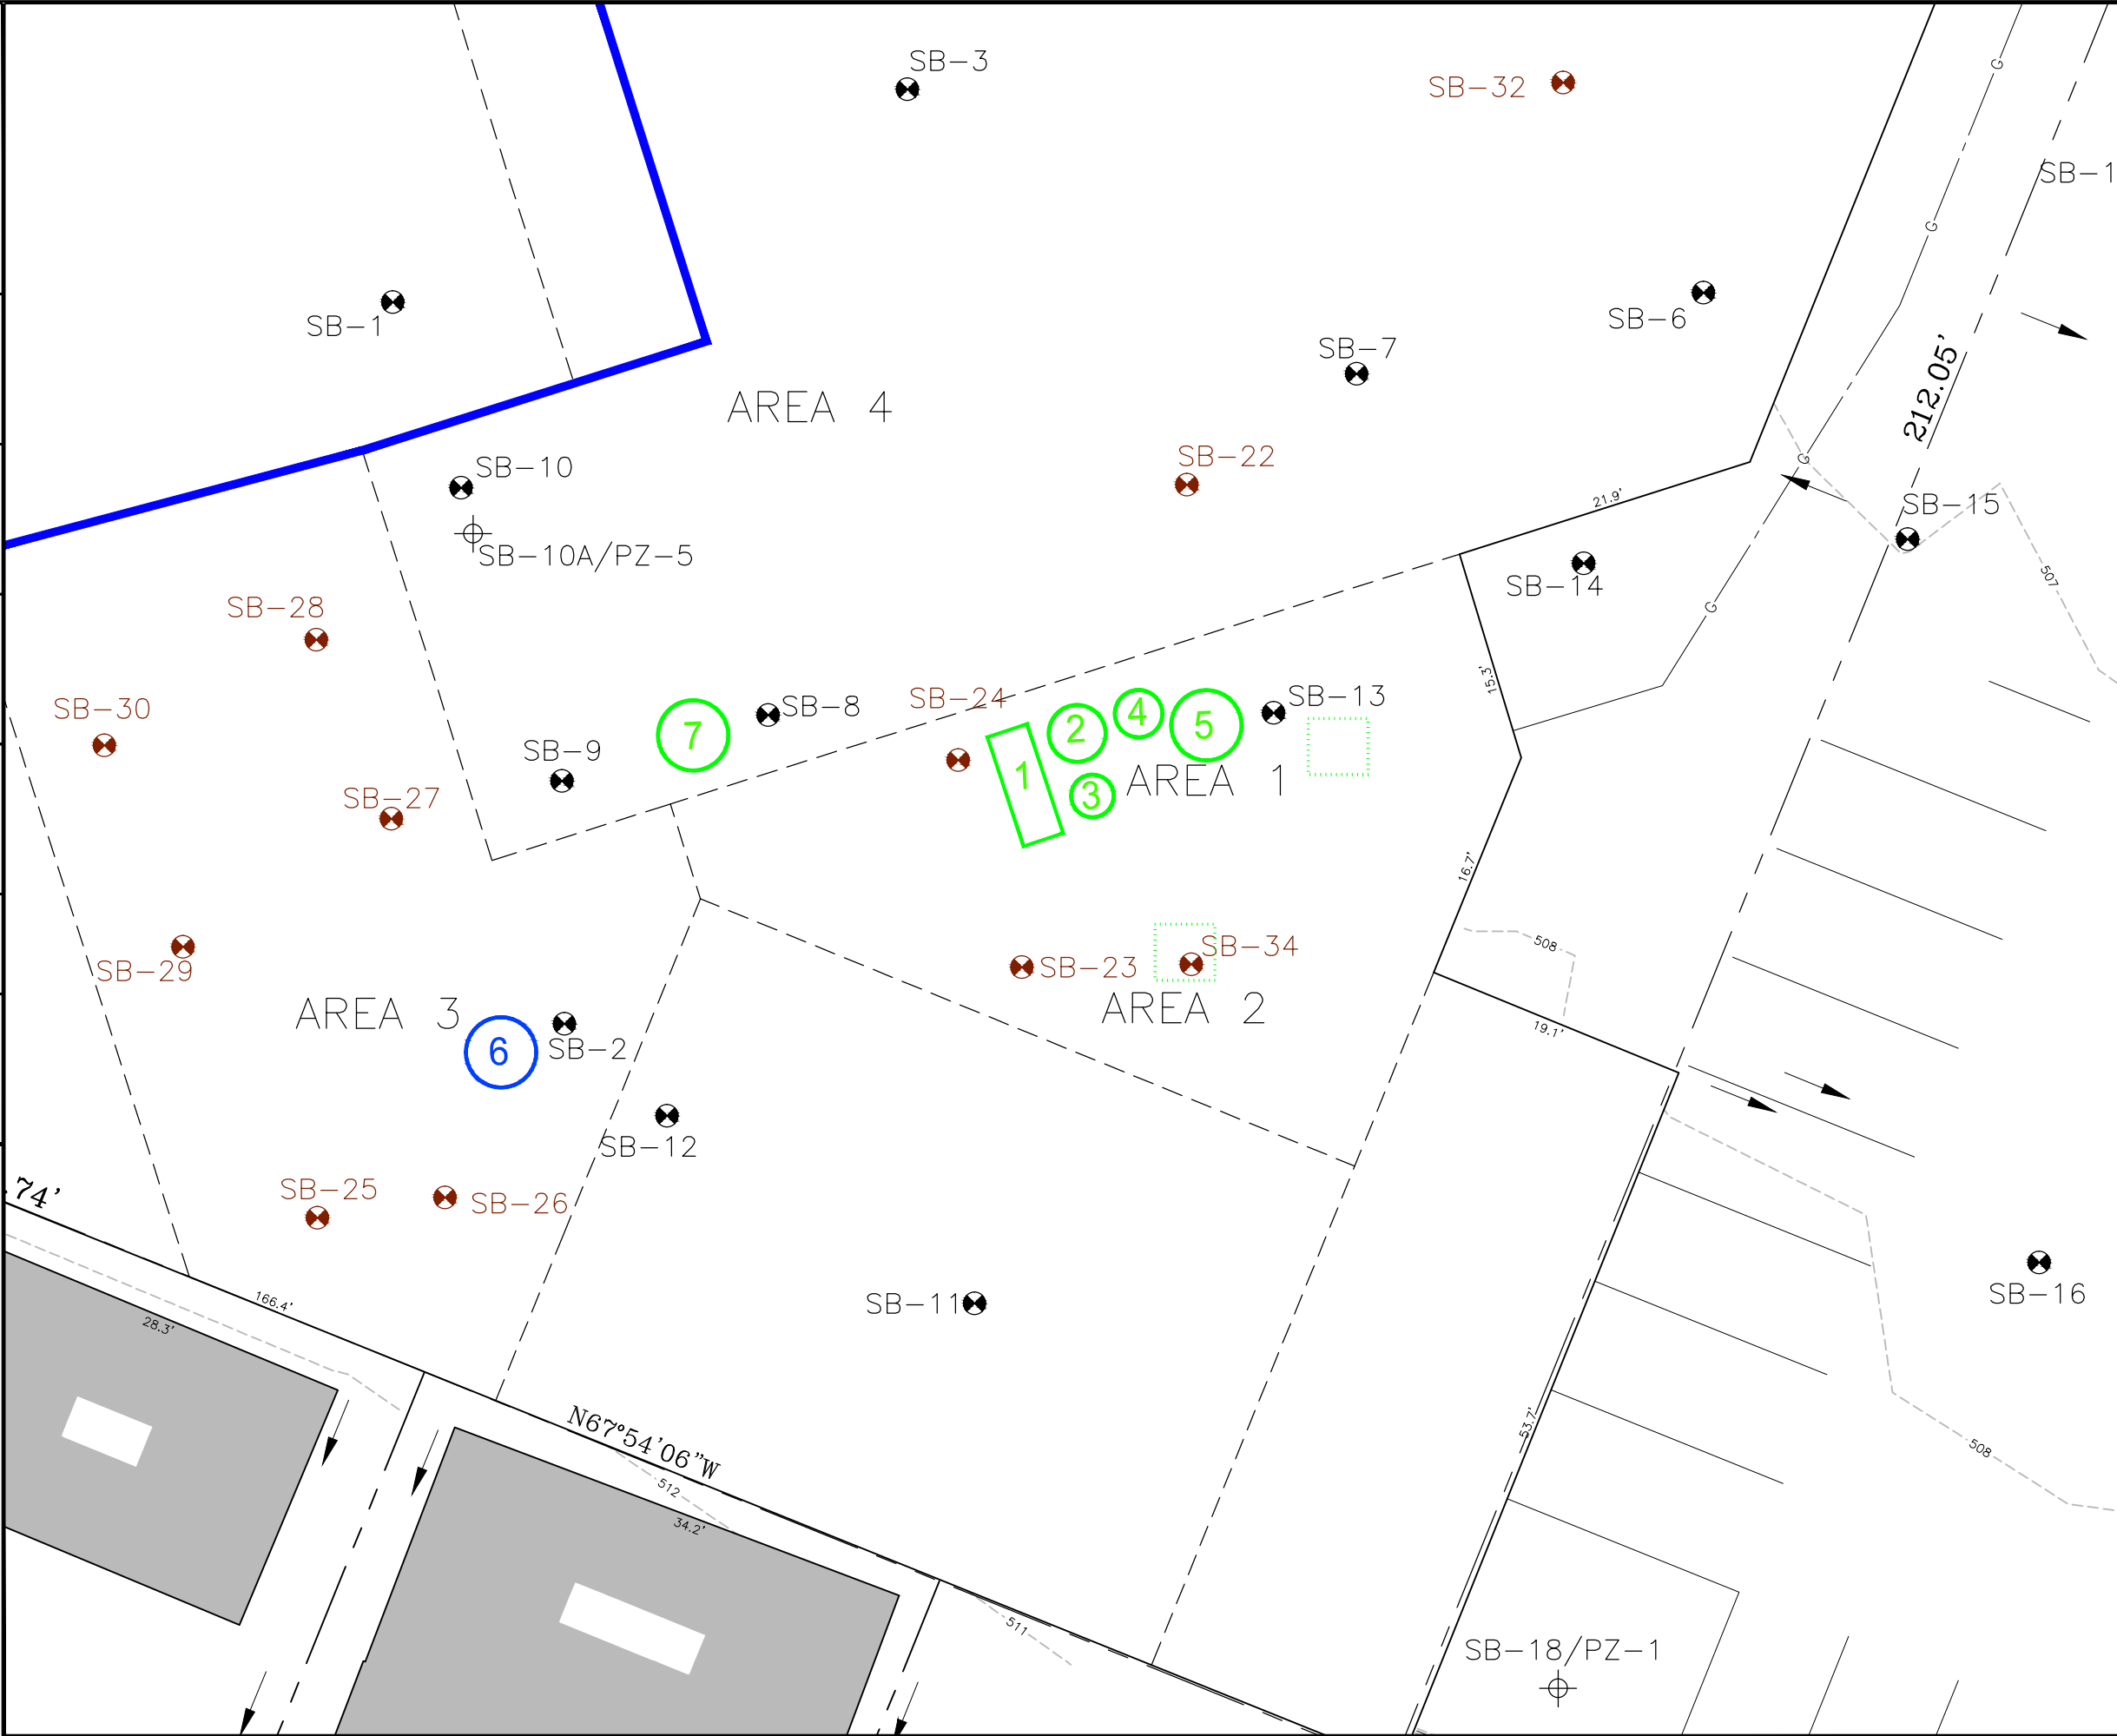 SB-3
SB-32
G
SB-1
G
SB-1
SB-6
SB-7
212.05'
AREA 4
SB-22
SB-10
G
21.9'
SB-15
SB-10A/PZ-5
SB-14
507
SB-28
G
15.3'
SB-30
SB-24
SB-8
SB-13
7
2
4
5
SB-9
1
AREA 1
SB-27
3
16.7'
SB-29
SB-23
SB-34
508
AREA 3
AREA 2
19.1'
6
SB-2
SB-12
.74'
SB-25
SB-26
SB-16
166.4'
SB-11
28.3'
N67°54'06"W
53.7'
508
512
34.2'
511
SB-18/PZ-1